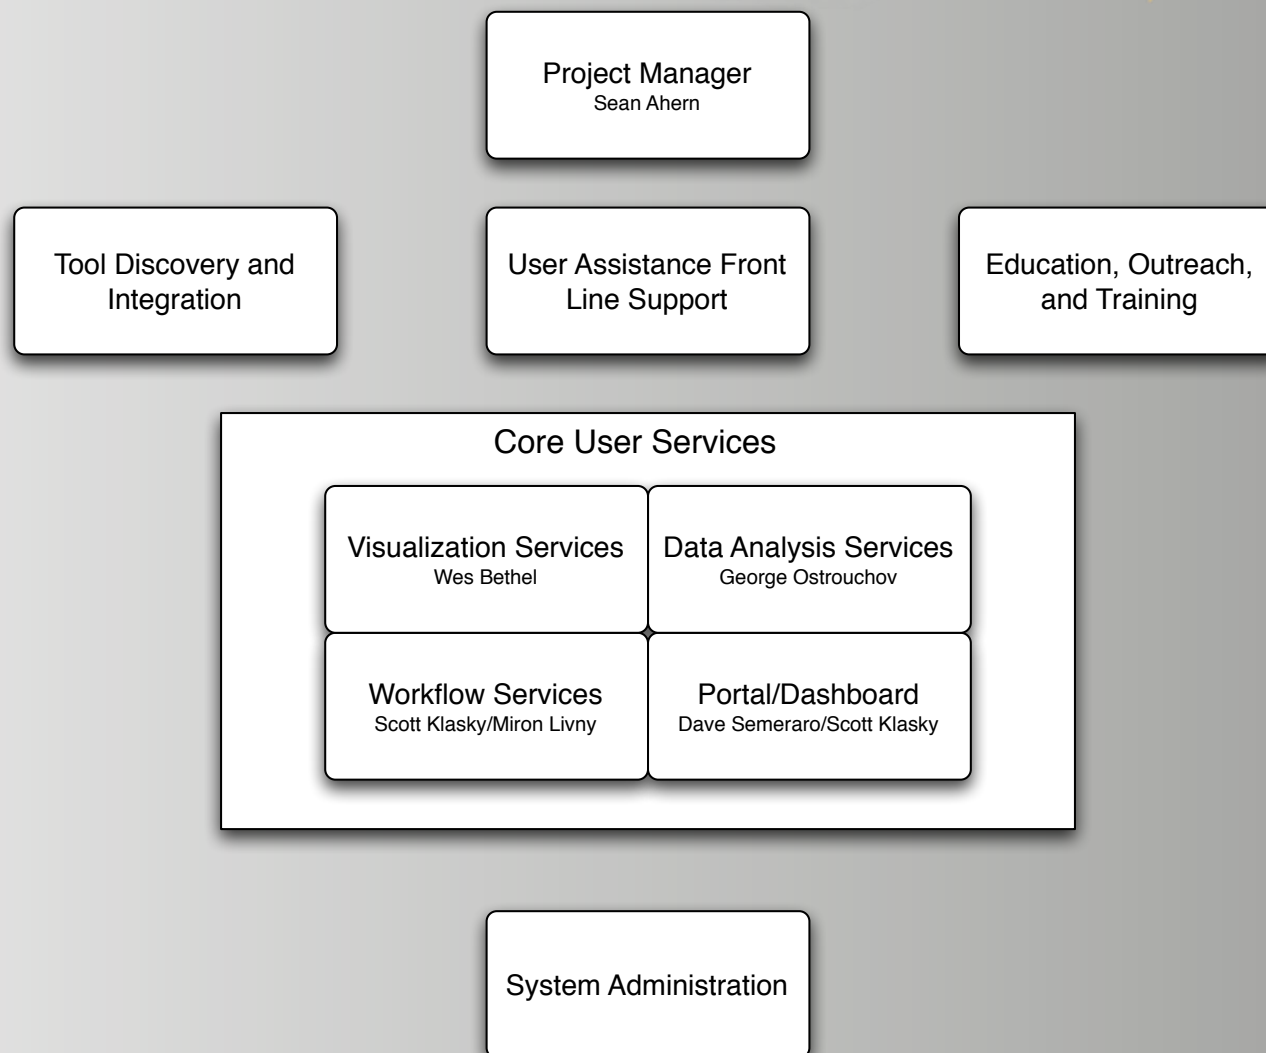 Project Manager
Sean Ahern
Tool Discovery and
Integration
User Assistance Front
Line Support
Education, Outreach,
and Training
Core User Services
Visualization Services
Wes Bethel
Data Analysis Services
George Ostrouchov
Workflow Services
Scott Klasky/Miron Livny
Portal/Dashboard
Dave Semeraro/Scott Klasky
System Administration